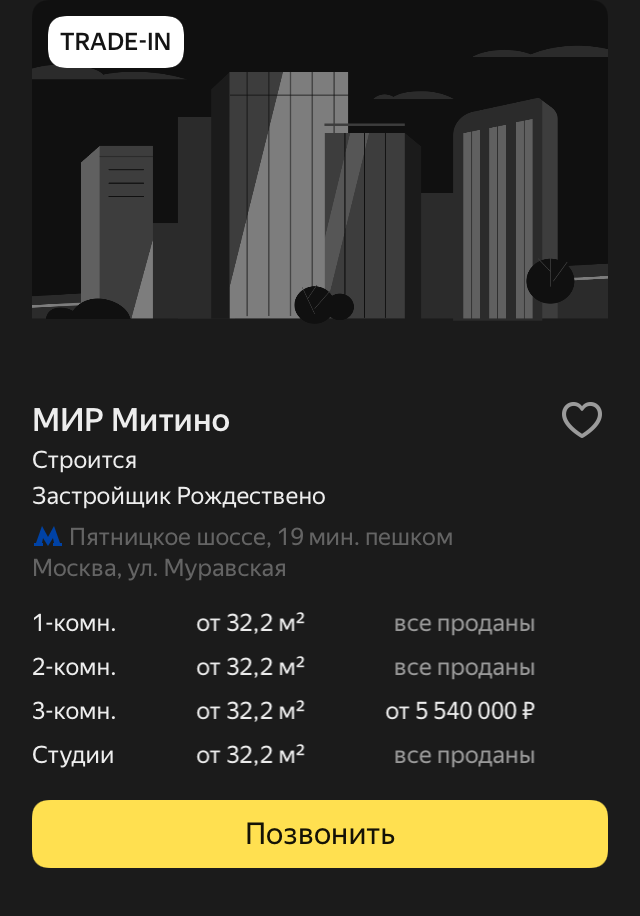 TRADE-IN
МИР Митино
Строится
Застройщик Рождествено
Пятницкое шоссе, 19 мин. пешком
Москва, ул. Муравская
1-комн. от 32,2 м² все проданы
2-комн. от 32,2 м² все проданы
3-комн. от 32,2 м² от 5 540 000 ₽
Студии от 32,2 м² все проданы
Позвонить